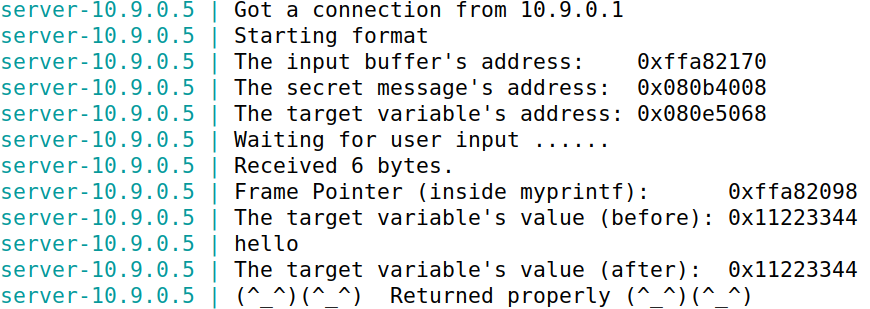 server-10.9.0.5 | Got a connection from 10.9.0.1
server-10.9.0.5 | Starting format
server-10.9.0.5 | The input buffer's address:    0xffa82170
server-10.9.0.5 | The secret message's address:  0x080b4008
server-10.9.0.5 | The target variable's address: 0x080e5068
server-10.9.0.5 | Waiting for user input ......
server-10.9.0.5 | Received 6 bytes.
server-10.9.0.5 | Frame Pointer (inside myprintf):      0xffa82098
server-10.9.0.5 | The target variable's value (before): 0x11223344
server-10.9.0.5 | hello
server-10.9.0.5 | The target variable's value (after):  0x11223344
server-10.9.0.5 | (^_^)(^_^)  Returned properly (^_^)(^_^)